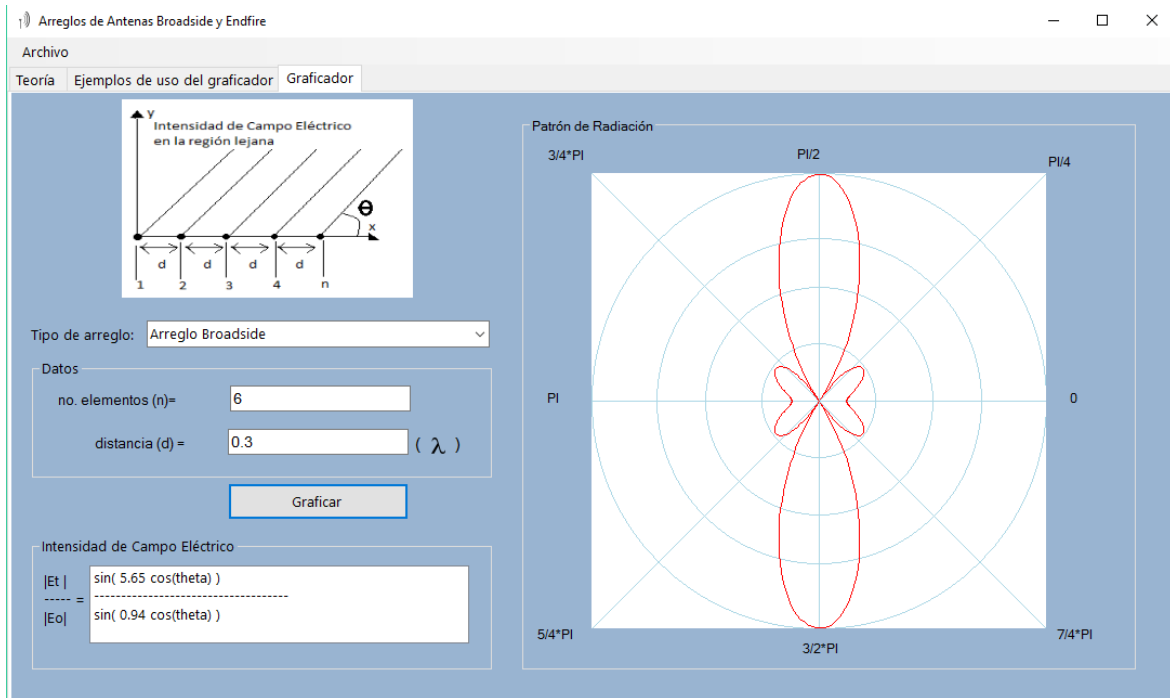 Arreglos de Antenas Broadside y Endfire
Archivo
Teoría
Ejemplos de uso del graficador
Graficador
y
Intensidad de Campo Eléctrico
en la región lejana
θ
x
d d d d
1 2 3 4 n
Tipo de arreglo: Arreglo Broadside
Datos
no. elementos (n)= 6
distancia (d) = 0.3 ( λ )
Graficar
Intensidad de Campo Eléctrico
|Et |
----- =
|Eo|
sin( 5.65 cos(theta) )
-----------------------------------
sin( 0.94 cos(theta) )
Patrón de Radiación
3/4*PI
PI/2
PI/4
PI
0
5/4*PI
3/2*PI
7/4*PI